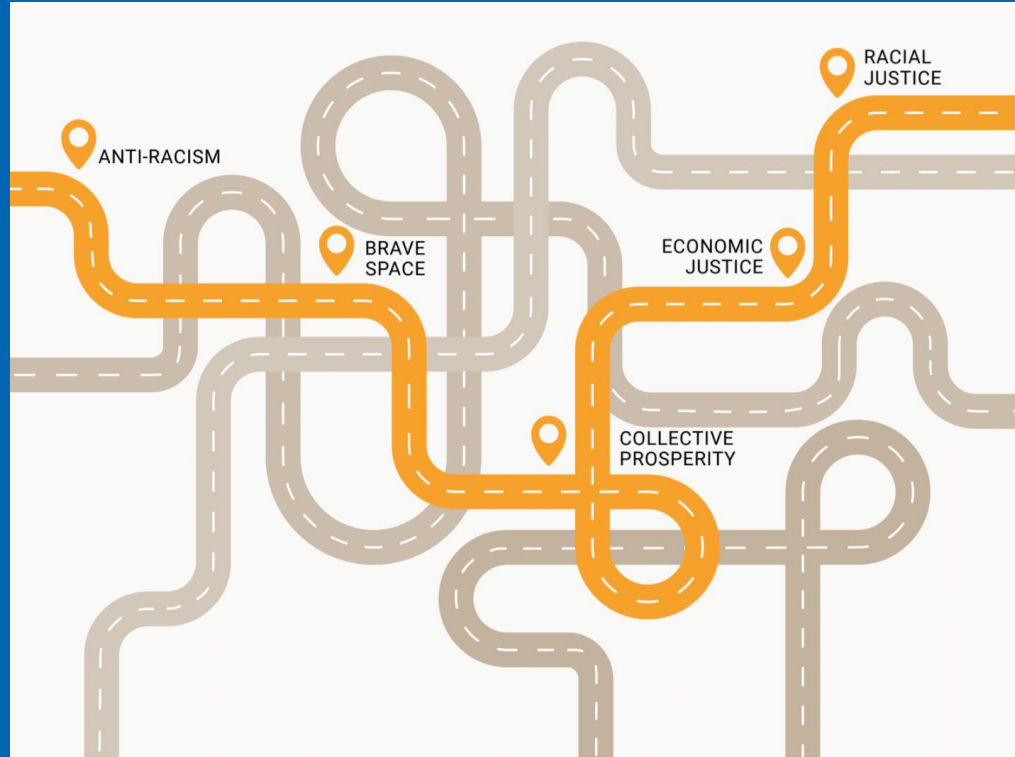 RACIAL
JUSTICE
ANTI-RACISM
BRAVE
SPACE
ECONOMIC
JUSTICE
COLLECTIVE
PROSPERITY